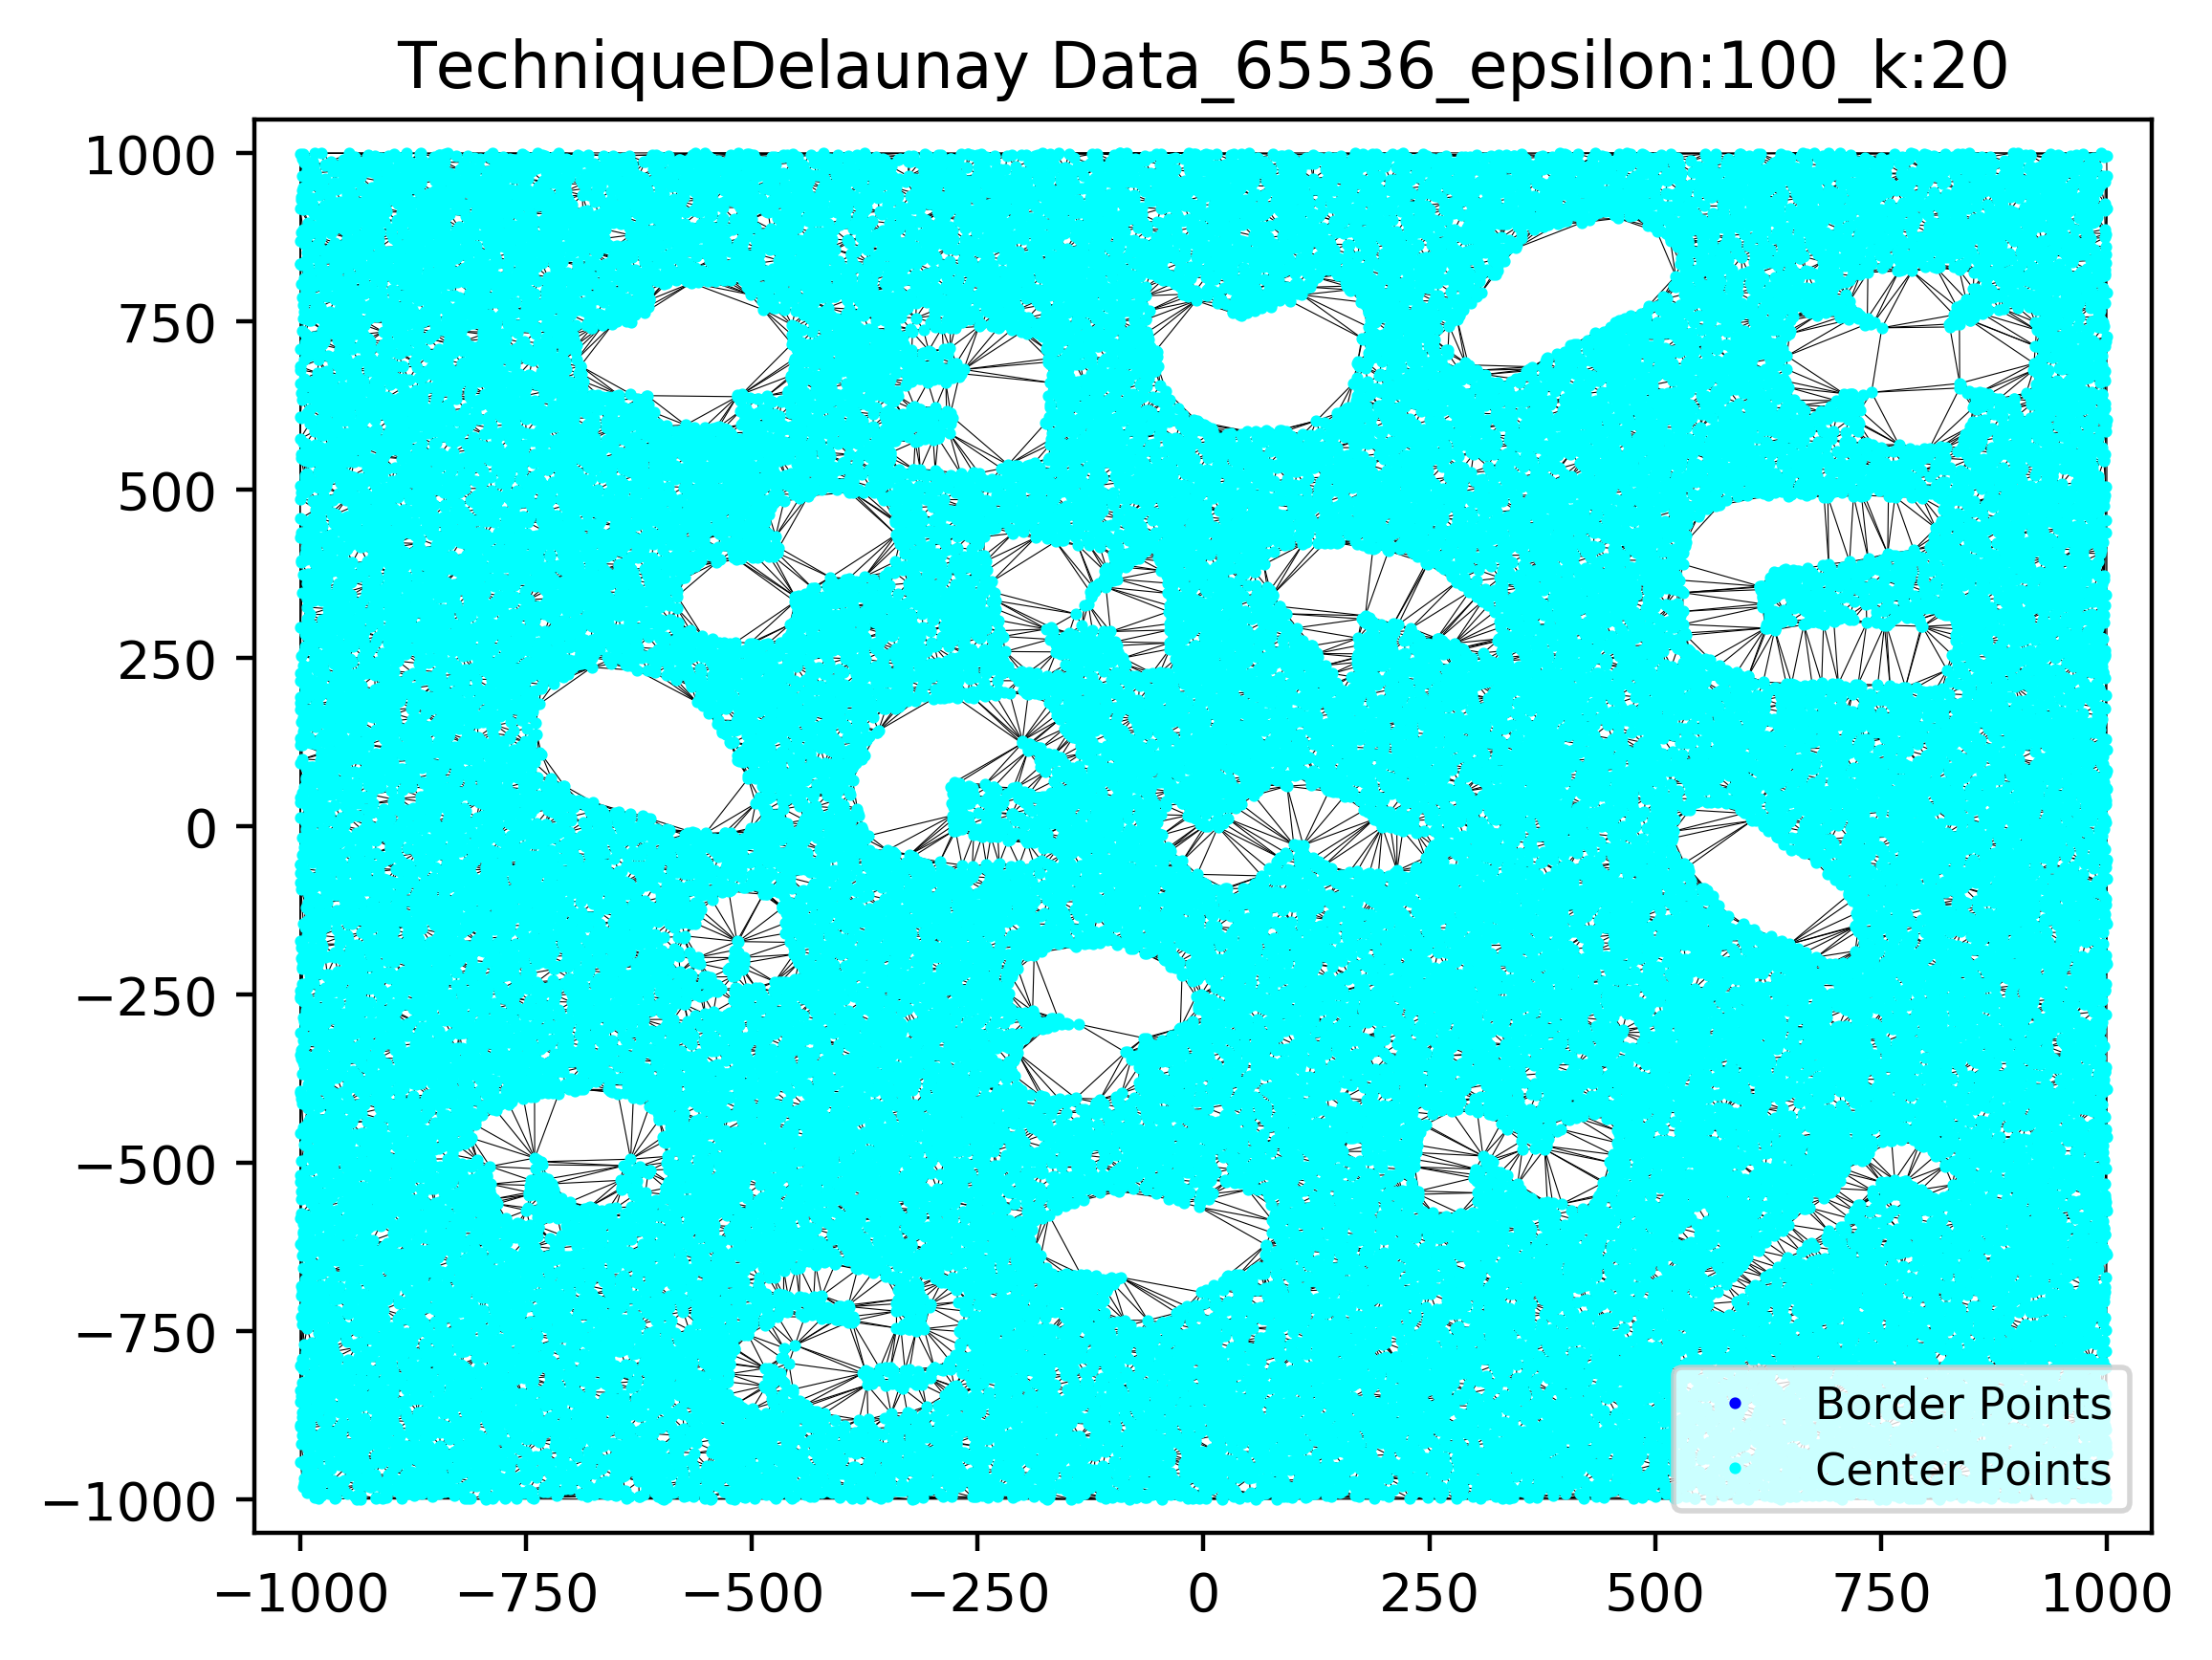 TechniqueDelaunay Data_65536_epsilon:100_k:20
1000
750
500
250
0
−250
−500
−750
−1000
Border Points
Center Points
−1000 −750 −500 −250 0 250 500 750 1000